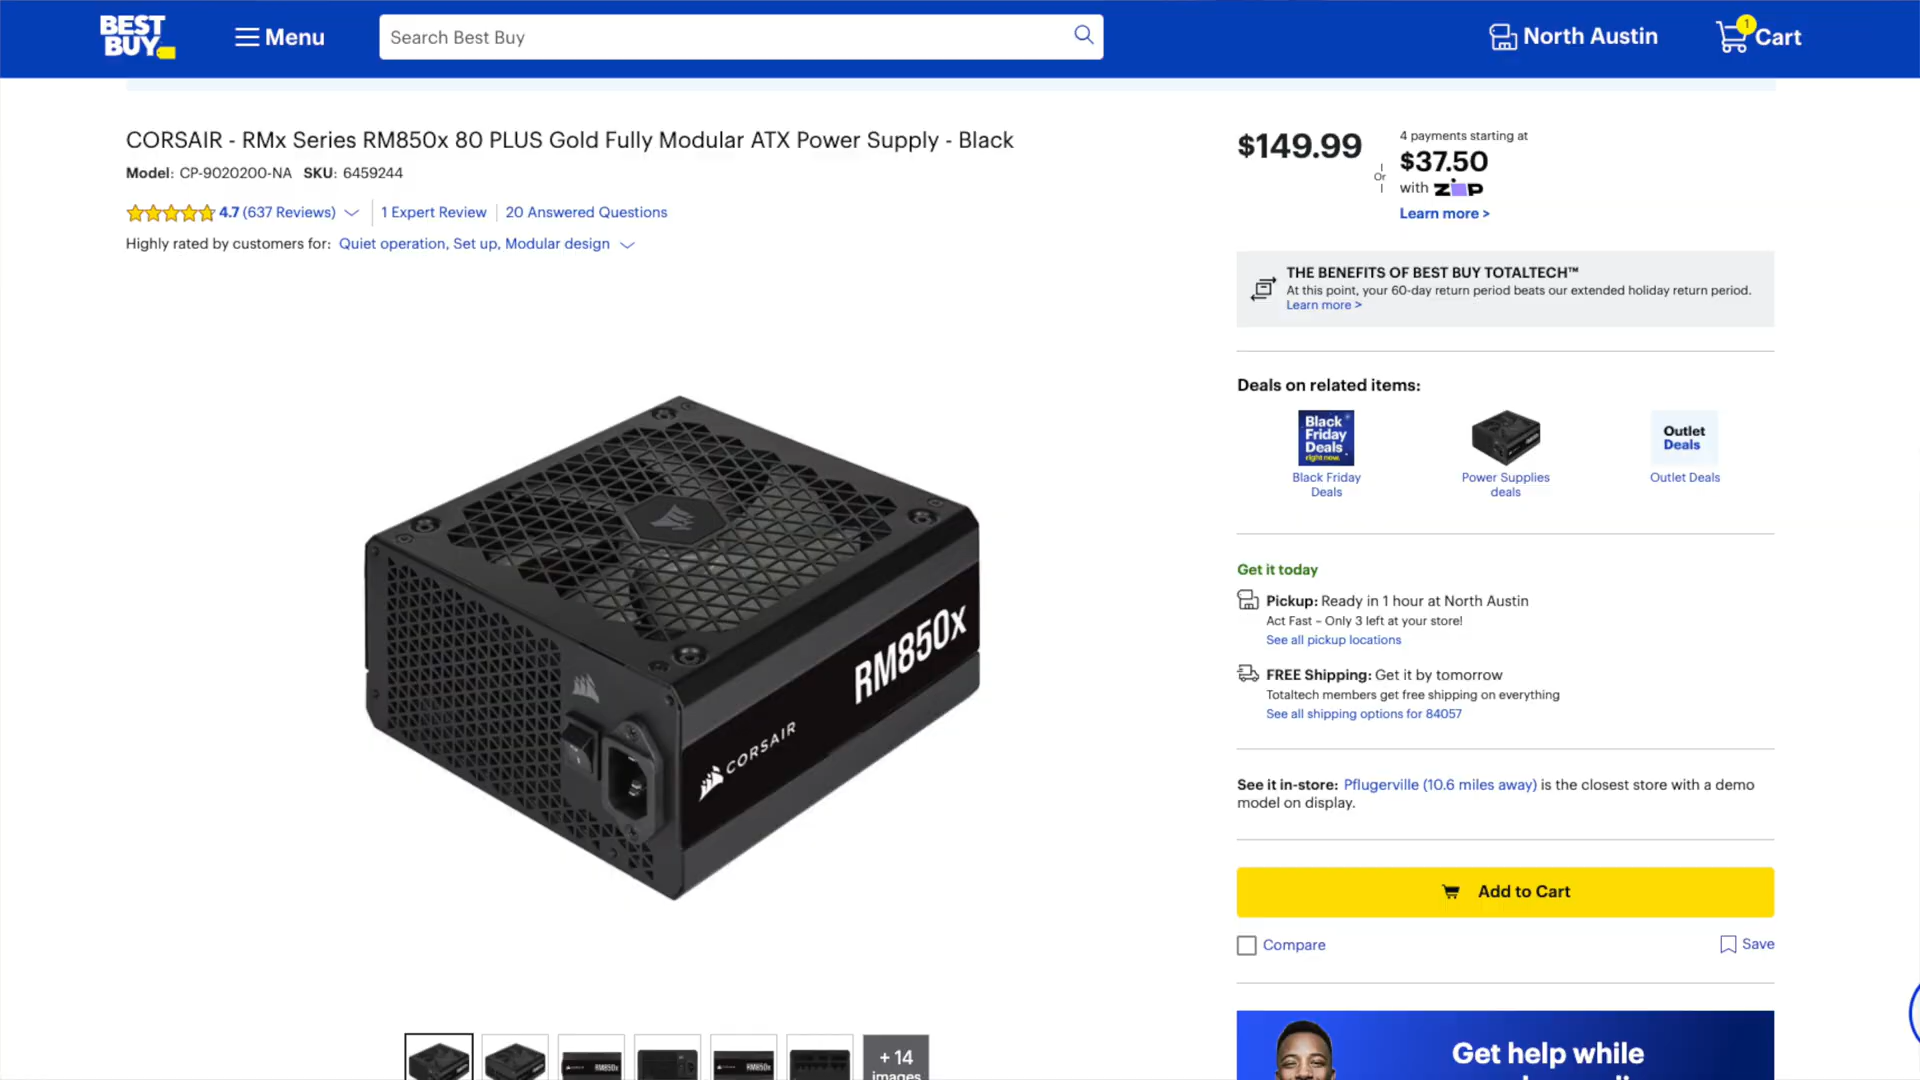 BEST
BUY
Menu
Search Best Buy
North Austin
1
Cart
CORSAIR - RMx Series RM850x 80 PLUS Gold Fully Modular ATX Power Supply - Black
Model: CP-9020200-NA SKU: 6459244
4.7 (637 Reviews)
1 Expert Review
20 Answered Questions
Highly rated by customers for: Quiet operation, Set up, Modular design
RM850x
CORSAIR
+ 14
images
$149.99
Or
4 payments starting at
$37.50
with ZIP
Learn more >
THE BENEFITS OF BEST BUY TOTALTECH™
At this point, your 60-day return period beats our extended holiday return period.
Learn more >
Deals on related items:
Black
Friday
Deals
right now.
Black Friday
Deals
Power Supplies
deals
Outlet
Deals
Outlet Deals
Get it today
Pickup: Ready in 1 hour at North Austin
Act Fast – Only 3 left at your store!
See all pickup locations
FREE Shipping: Get it by tomorrow
Totaltech members get free shipping on everything
See all shipping options for 84057
See it in-store: Pflugerville (10.6 miles away) is the closest store with a demo
model on display.
Add to Cart
Compare
Save
Get help while